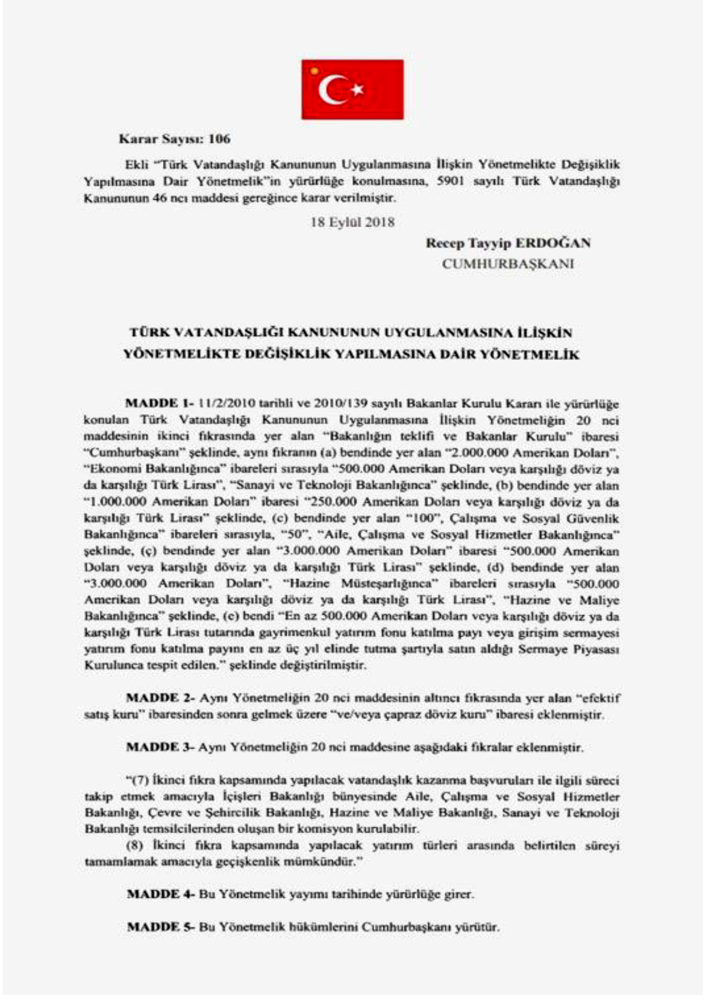 Karar Sayısı: 106
Ekli “Türk Vatandaşlığı Kanununun Uygulanmasına İlişkin Yönetmelikte Değişiklik
Yapılmasına Dair Yönetmelik”in yürürlüğe konulmasına, 5901 sayılı Türk Vatandaşlığı
Kanununun 46 ncı maddesi gereğince karar verilmiştir.
18 Eylül 2018
Recep Tayyip ERDOĞAN
CUMHURBAŞKANI
TÜRK VATANDAŞLIĞI KANUNUNUN UYGULANMASINA İLİŞKİN
YÖNETMELİKTE DEĞİŞİKLİK YAPILMASINA DAİR YÖNETMELİK
MADDE 1- 11/2/2010 tarihli ve 2010/139 sayılı Bakanlar Kurulu Kararı ile yürürlüğe
konulan Türk Vatandaşlığı Kanununun Uygulanmasına İlişkin Yönetmeliğin 20 nci
maddesinin ikinci fıkrasında yer alan “Bakanlığın teklifi ve Bakanlar Kurulu” ibaresi
“Cumhurbaşkanı” şeklinde, aynı fıkranın (a) bendinde yer alan “2.000.000 Amerikan Doları”,
“Ekonomi Bakanlığınca” ibareleri sırasıyla “500.000 Amerikan Doları veya karşılığı döviz ya
da karşılığı Türk Lirası”, “Sanayi ve Teknoloji Bakanlığınca” şeklinde, (b) bendinde yer alan
“1.000.000 Amerikan Doları” ibaresi “250.000 Amerikan Doları veya karşılığı döviz ya da
karşılığı Türk Lirası” şeklinde, (c) bendinde yer alan “100”, Çalışma ve Sosyal Güvenlik
Bakanlığınca” ibareleri sırasıyla, “50”, “Aile, Çalışma ve Sosyal Hizmetler Bakanlığınca”
şeklinde, (ç) bendinde yer alan “3.000.000 Amerikan Doları” ibaresi “500.000 Amerikan
Doları veya karşılığı döviz ya da karşılığı Türk Lirası” şeklinde, (d) bendinde yer alan
“3.000.000 Amerikan Doları”, “Hazine Müsteşarlığınca” ibareleri sırasıyla “500.000
Amerikan Doları veya karşılığı döviz ya da karşılığı Türk Lirası”, “Hazine ve Maliye
Bakanlığınca” şeklinde, (e) bendi “En az 500.000 Amerikan Doları veya karşılığı döviz ya da
karşılığı Türk Lirası tutarında gayrimenkul yatırım fonu katılma payı veya girişim sermayesi
yatırım fonu katılma payını en az üç yıl elinde tutma şartıyla satın aldığı Sermaye Piyasası
Kurulunca tespit edilen.” şeklinde değiştirilmiştir.
MADDE 2- Aynı Yönetmeliğin 20 nci maddesinin altıncı fıkrasında yer alan “efektif
satış kuru” ibaresinden sonra gelmek üzere “ve/veya çapraz döviz kuru” ibaresi eklenmiştir.
MADDE 3- Aynı Yönetmeliğin 20 nci maddesine aşağıdaki fıkralar eklenmiştir.
“(7) İkinci fıkra kapsamında yapılacak vatandaşlık kazanma başvuruları ile ilgili süreci
takip etmek amacıyla İçişleri Bakanlığı bünyesinde Aile, Çalışma ve Sosyal Hizmetler
Bakanlığı, Çevre ve Şehircilik Bakanlığı, Hazine ve Maliye Bakanlığı, Sanayi ve Teknoloji
Bakanlığı temsilcilerinden oluşan bir komisyon kurulabilir.
(8) İkinci fıkra kapsamında yapılacak yatırım türleri arasında belirtilen süreyi
tamamlamak amacıyla geçişkenlik mümkündür.”
MADDE 4- Bu Yönetmelik yayımı tarihinde yürürlüğe girer.
MADDE 5- Bu Yönetmelik hükümlerini Cumhurbaşkanı yürütür.